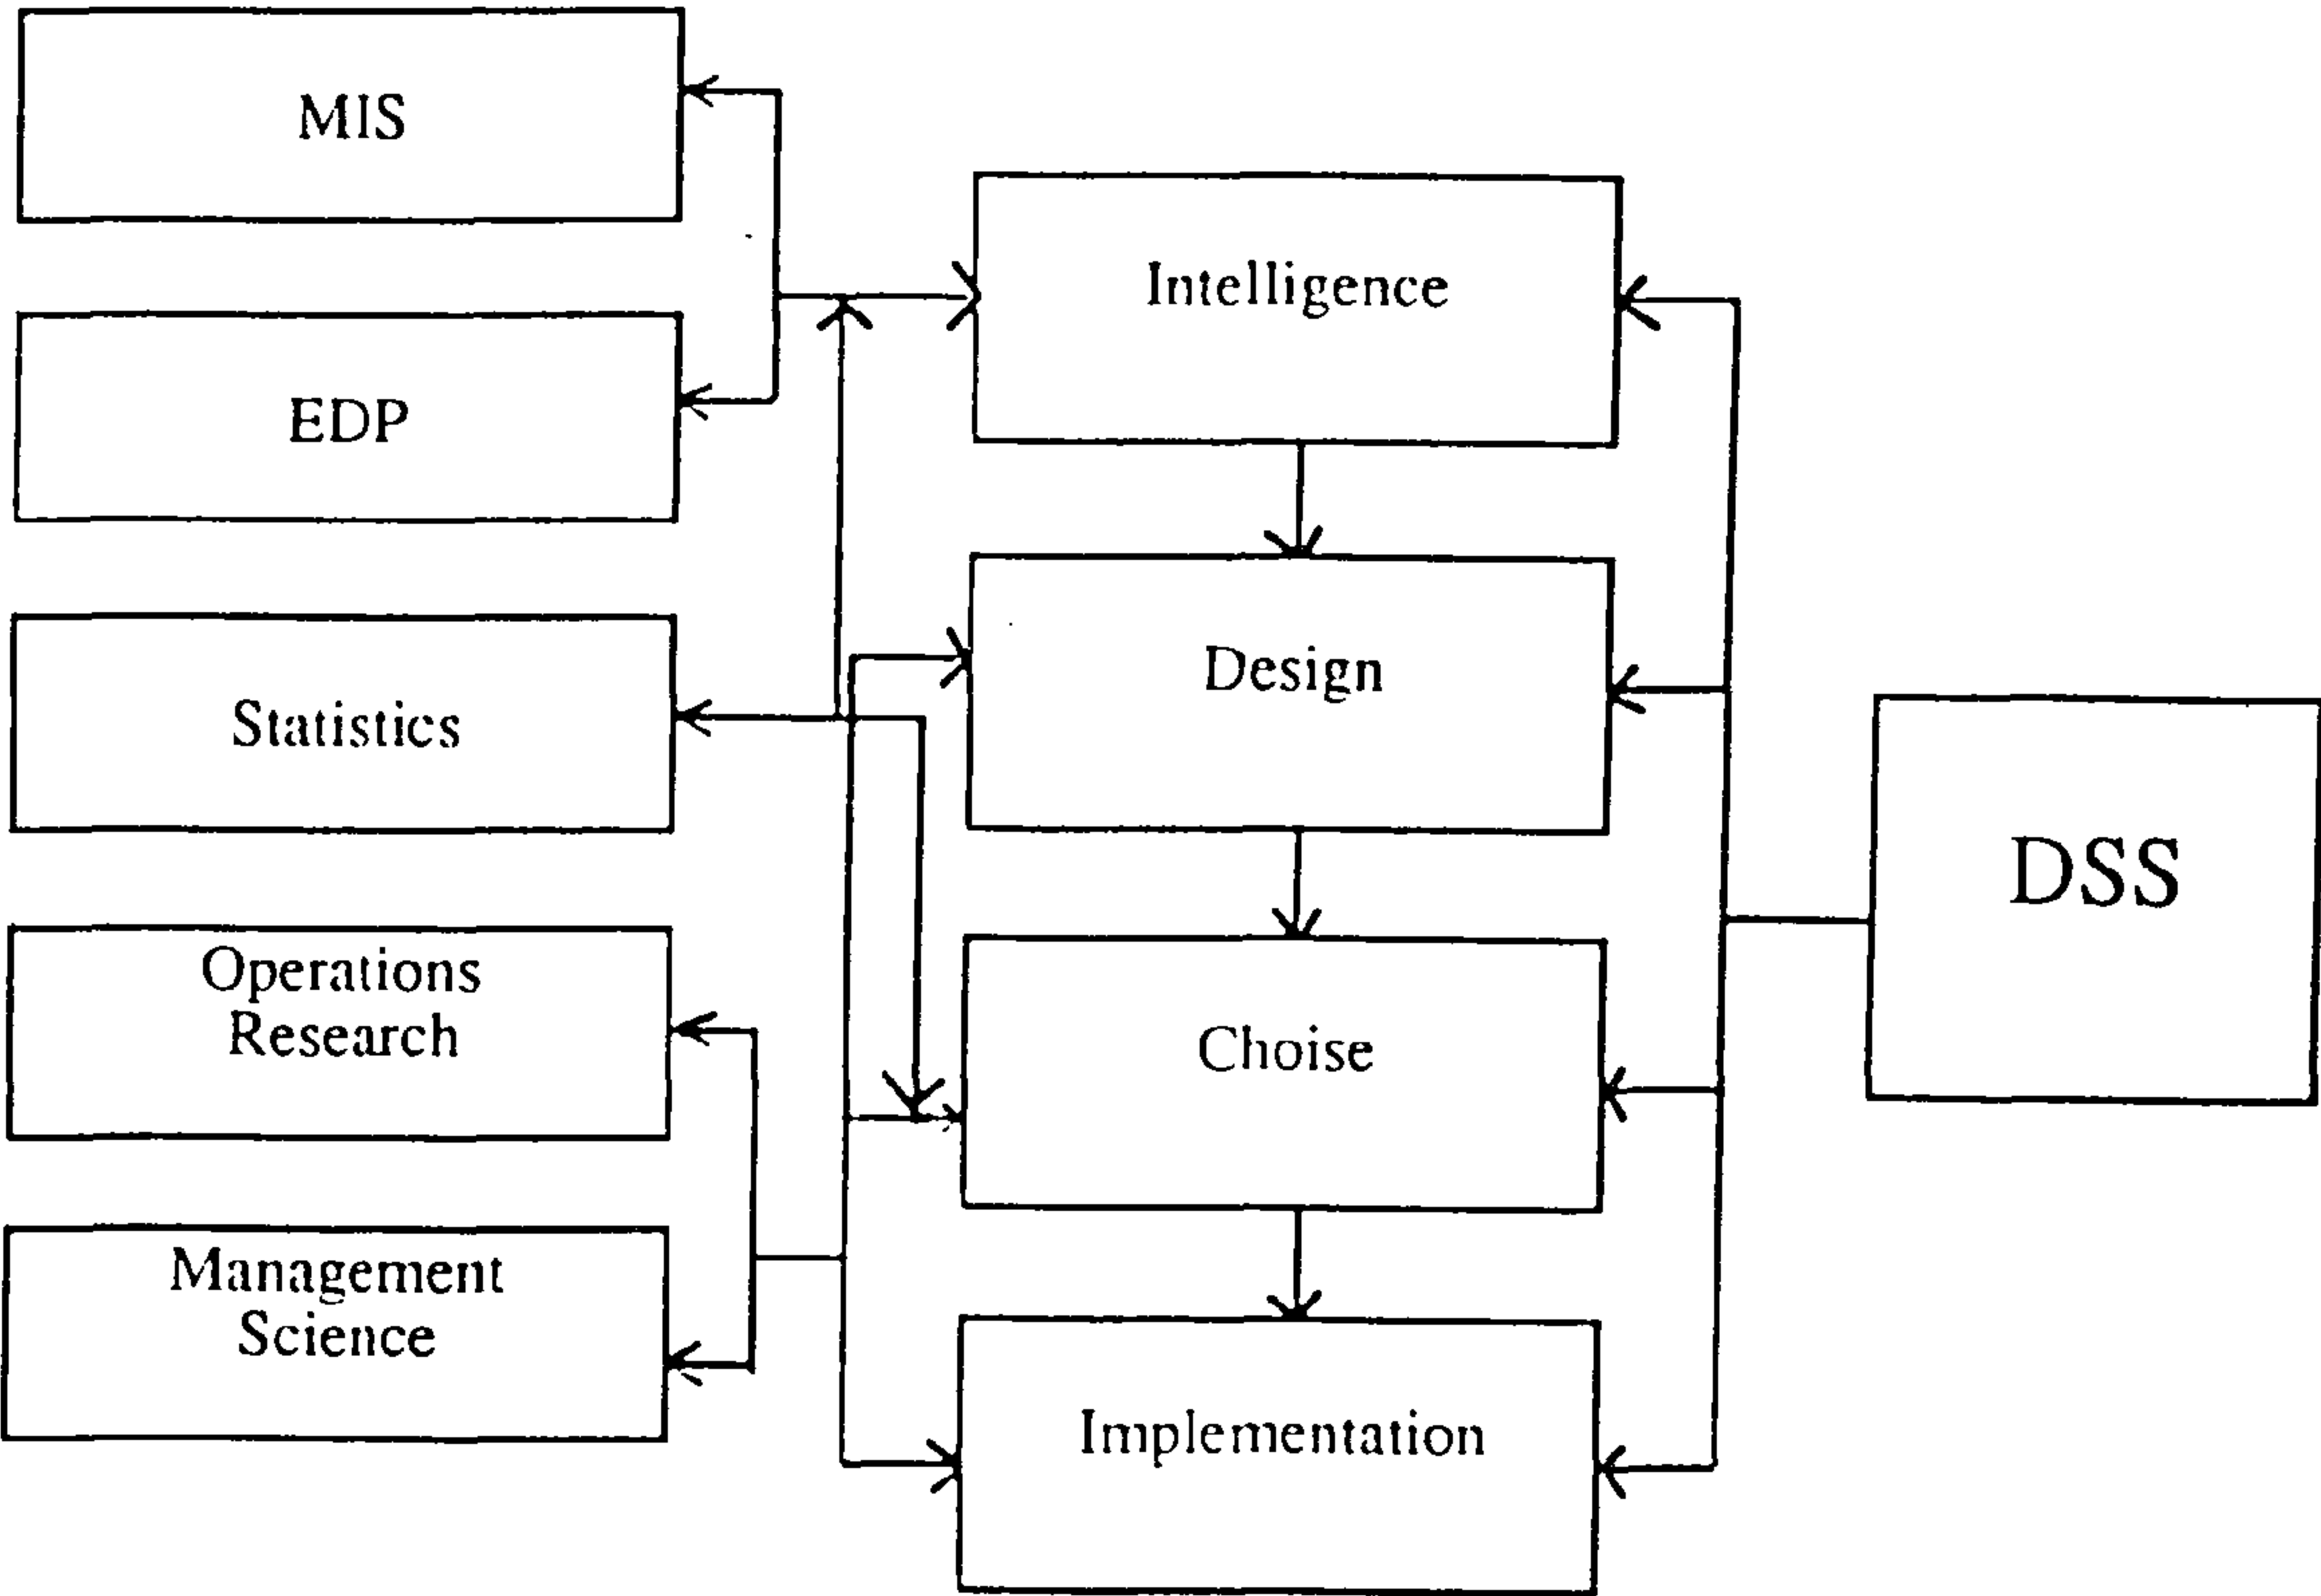 MIS
EDP
Statistics
Operations
Research
Management
Science
Intelligence
Design
Choise
Implementation
DSS